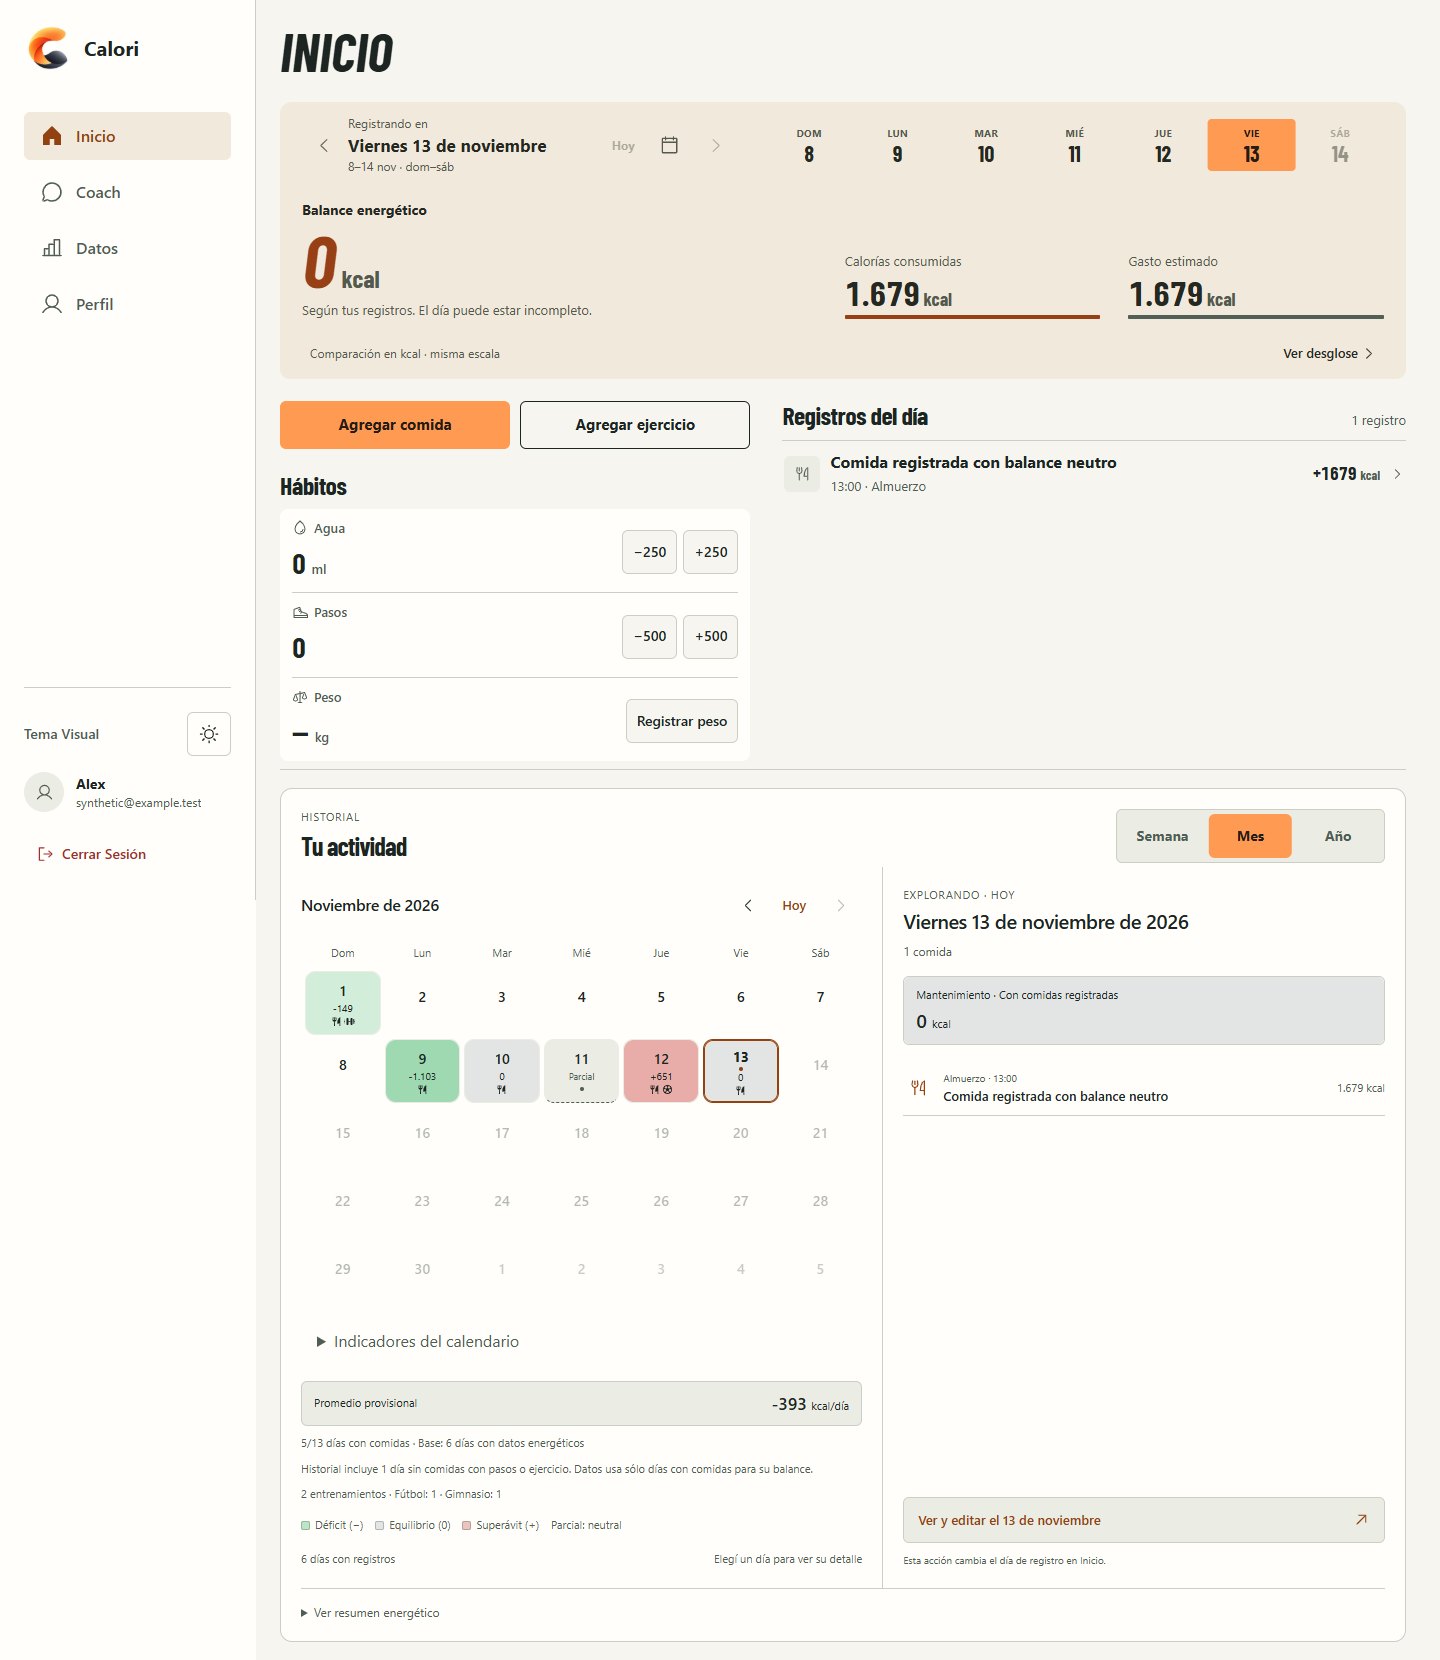 Calori
Inicio
Coach
Datos
Perfil
Tema Visual
Alex
synthetic@example.test
Cerrar Sesión
INICIO
Registrando en
Viernes 13 de noviembre
8–14 nov · dom–sáb
Hoy
DOM
8
LUN
9
MAR
10
MIÉ
11
JUE
12
VIE
13
SÁB
14
Balance energético
0 kcal
Según tus registros. El día puede estar incompleto.
Calorías consumidas
1.679 kcal
Gasto estimado
1.679 kcal
Comparación en kcal · misma escala
Ver desglose
Agregar comida
Agregar ejercicio
Hábitos
Agua
0 ml
−250
+250
Pasos
0
−500
+500
Peso
– kg
Registrar peso
Registros del día
1 registro
Comida registrada con balance neutro
13:00 · Almuerzo
+1679 kcal
HISTORIAL
Tu actividad
Semana
Mes
Año
Noviembre de 2026
Hoy
Dom Lun Mar Mié Jue Vie Sáb
1
-149
2 3 4 5 6 7
8
9
-1.103
10
0
11
Parcial
12
+651
13
0
14
15 16 17 18 19 20 21
22 23 24 25 26 27 28
29 30 1 2 3 4 5
Indicadores del calendario
Promedio provisional
-393 kcal/día
5/13 días con comidas · Base: 6 días con datos energéticos
Historial incluye 1 día sin comidas con pasos o ejercicio. Datos usa sólo días con comidas para su balance.
2 entrenamientos · Fútbol: 1 · Gimnasio: 1
Déficit (−) Equilibrio (0) Superávit (+) Parcial: neutral
6 días con registros
Elegí un día para ver su detalle
EXPLORANDO · HOY
Viernes 13 de noviembre de 2026
1 comida
Mantenimiento · Con comidas registradas
0 kcal
Almuerzo · 13:00
Comida registrada con balance neutro
1.679 kcal
Ver y editar el 13 de noviembre
Esta acción cambia el día de registro en Inicio.
Ver resumen energético